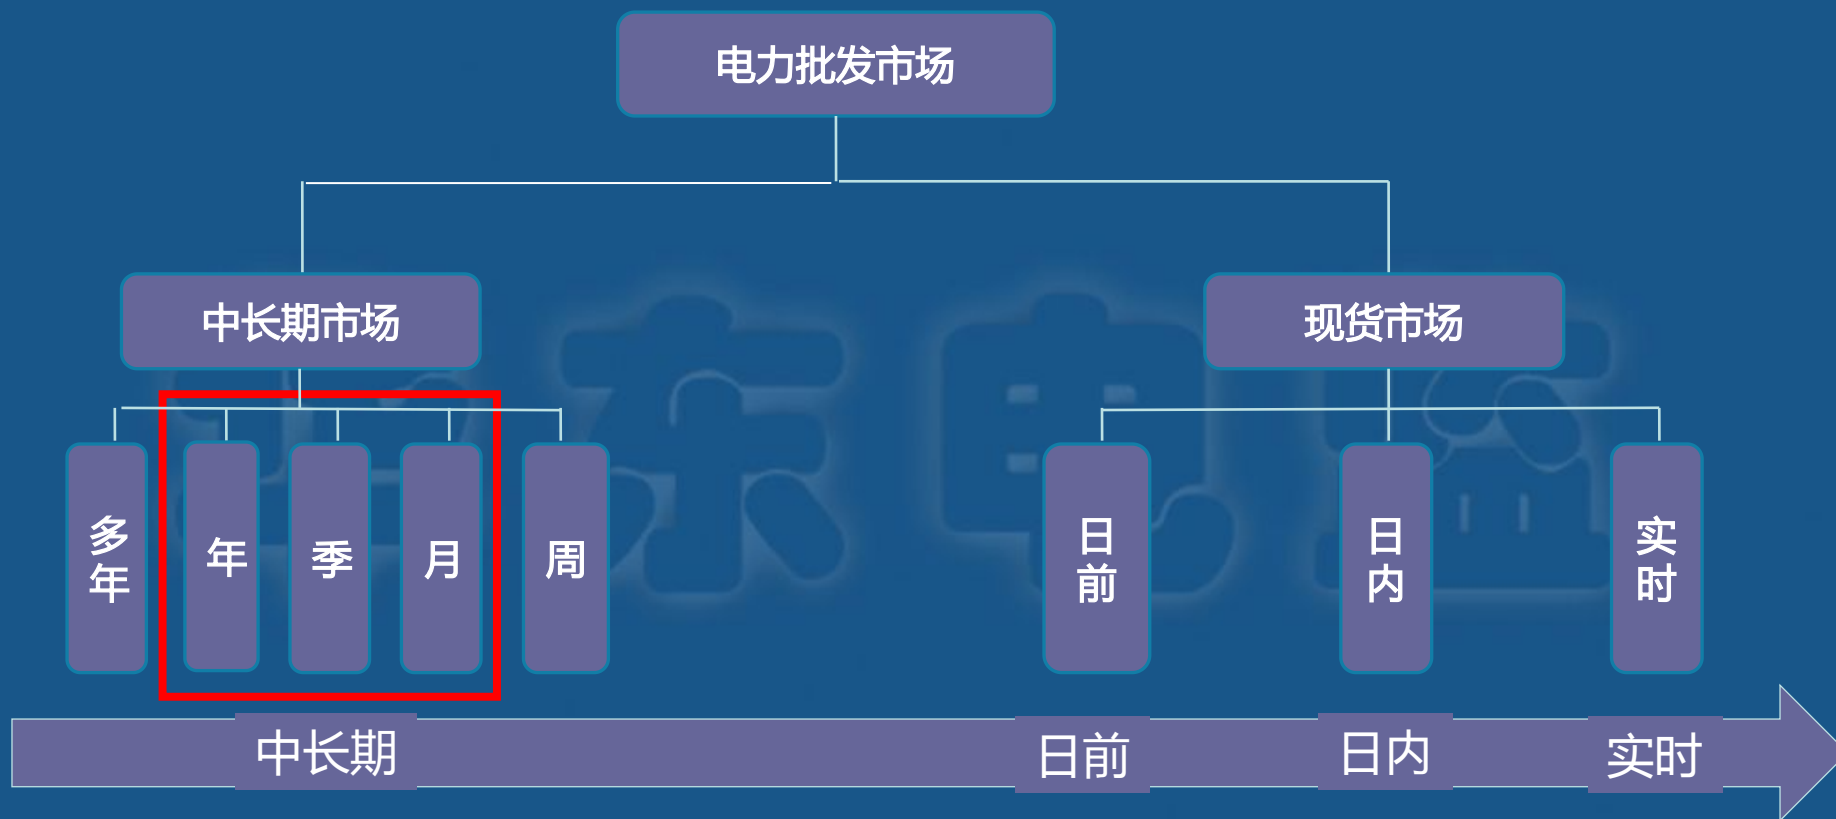 电力批发市场
中长期市场
现货市场
多年
年
季
月
周
日前
日内
实时
中长期
日前
日内
实时